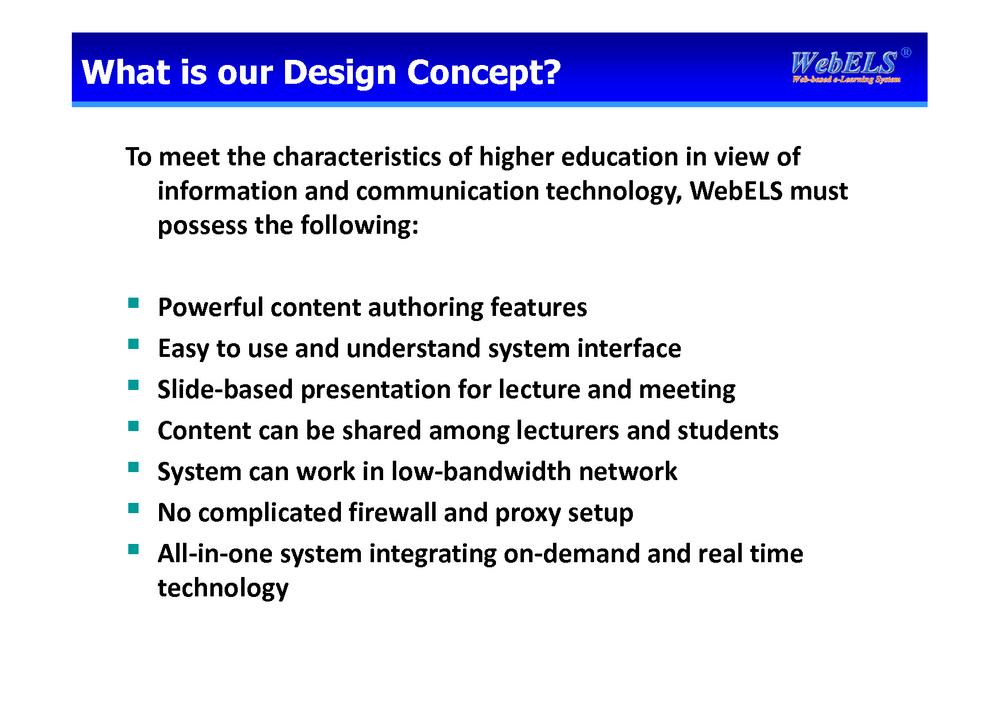 What is our Design Concept?
WebELS®
Web-based e-Learning System
To meet the characteristics of higher education in view of
information and communication technology, WebELS must
possess the following:
▪ Powerful content authoring features
▪ Easy to use and understand system interface
▪ Slide-based presentation for lecture and meeting
▪ Content can be shared among lecturers and students
▪ System can work in low-bandwidth network
▪ No complicated firewall and proxy setup
▪ All-in-one system integrating on-demand and real time
technology